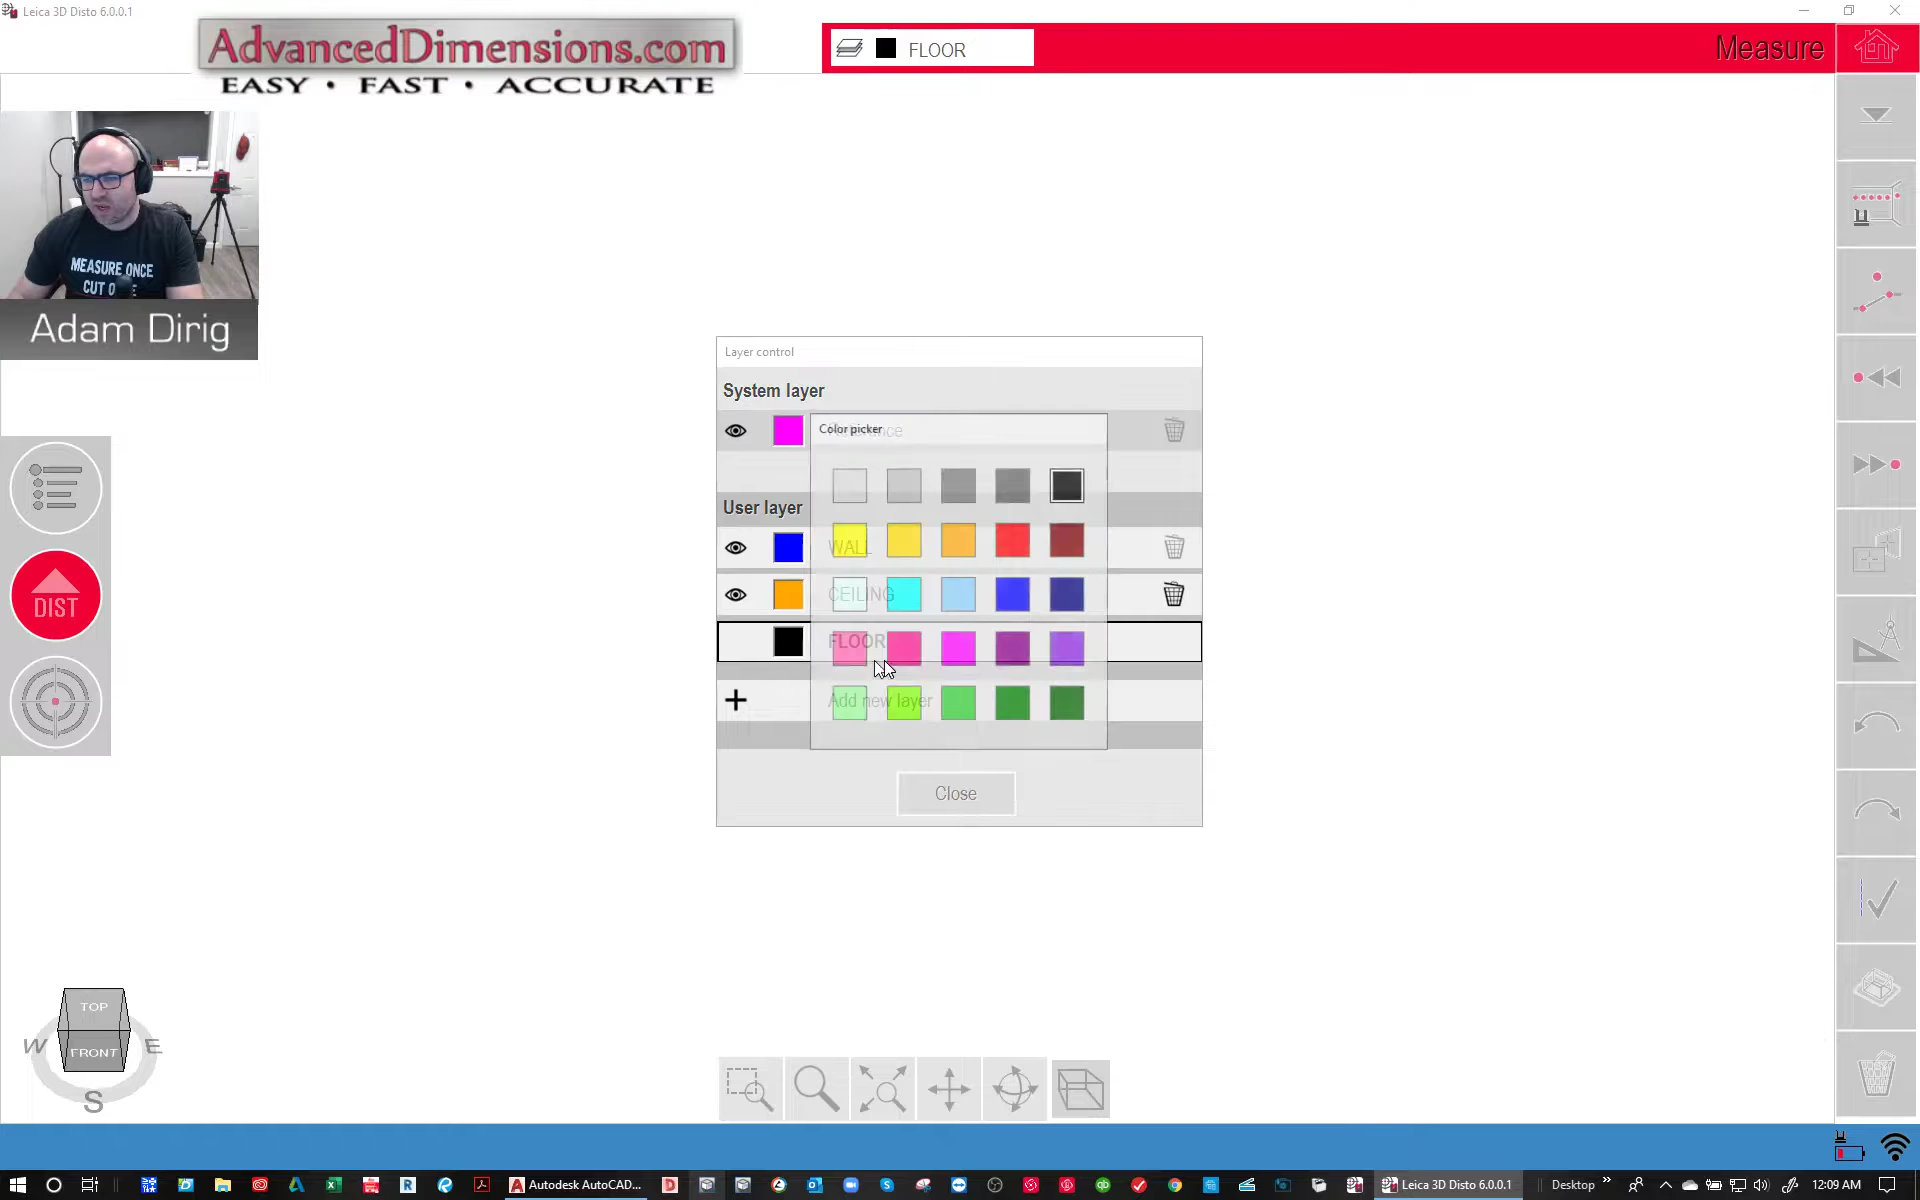 Leica 3D Disto 6.0.0.1
AdvancedDimensions.com
EASY • FAST • ACCURATE
FLOOR
Measure
MEASURE ONCE
CUT O
Adam Dirig
Layer control
System layer
Color picker
User layer
WALL
CEILING
FLOOR
Add new layer
Close
DIST
TOP
FRONT
W
E
S
Autodesk AutoCAD...
Leica 3D Disto 6.0.0.1
Desktop
12:09 AM